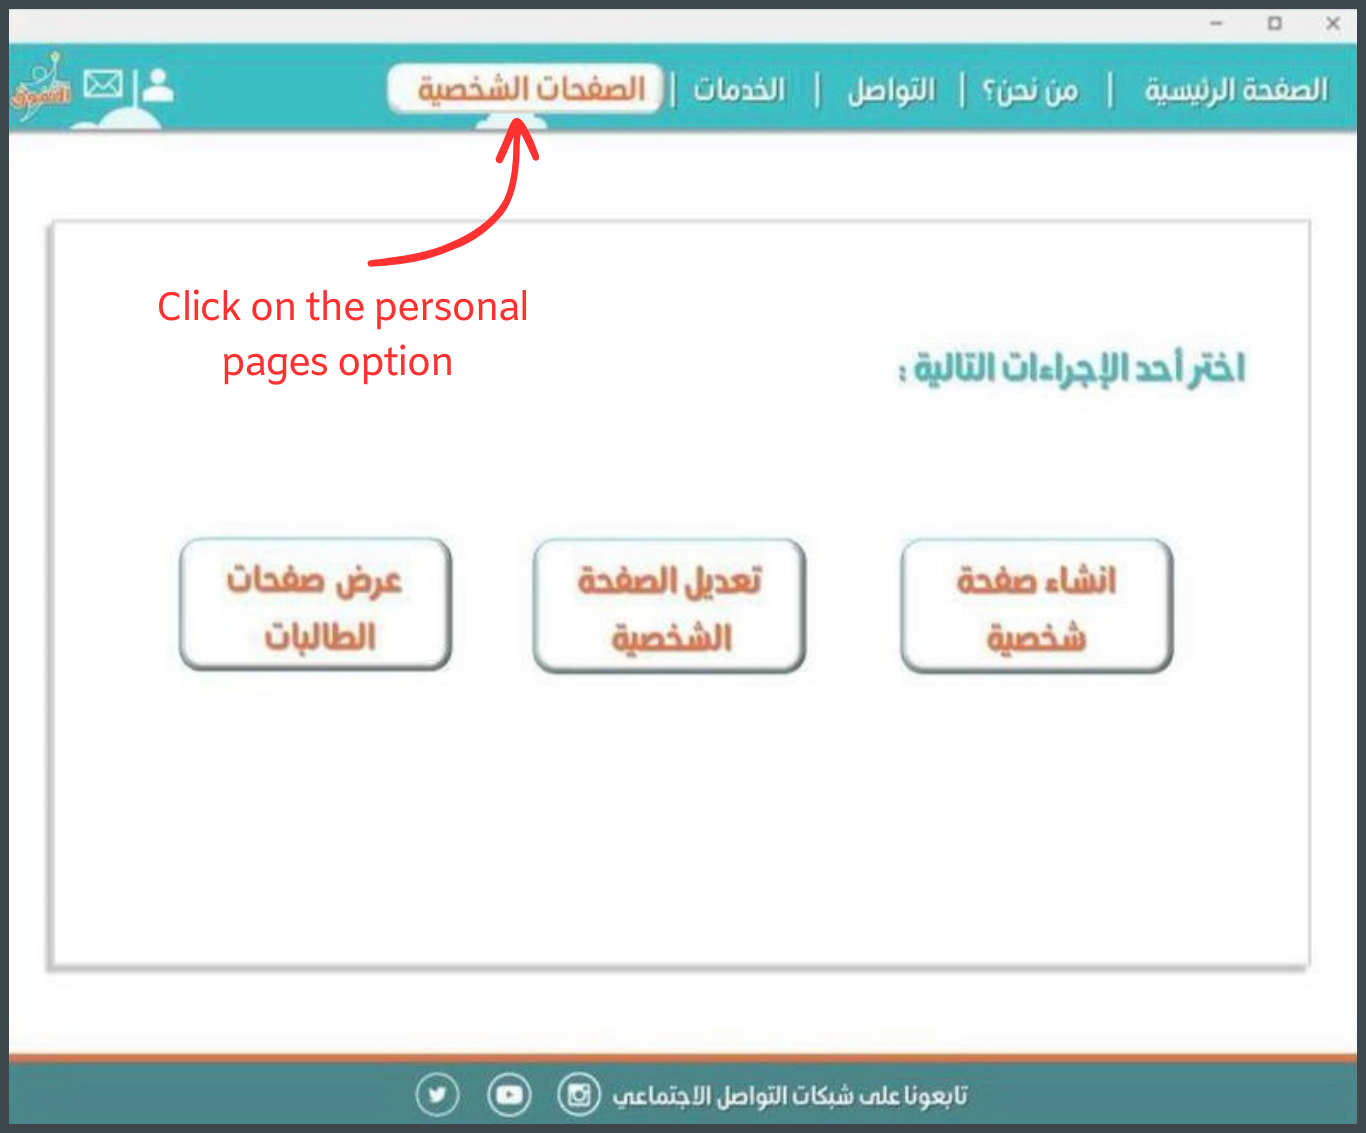 الصفحة الرئيسية | من نحن؟ | التواصل | الخدمات | الصفحات الشخصية
التفوق
Click on the personal
pages option
اختر أحد الإجراءات التالية :
انشاء صفحة
شخصية
تعديل الصفحة
الشخصية
عرض صفحات
الطالبات
تابعونا على شبكات التواصل الاجتماعي